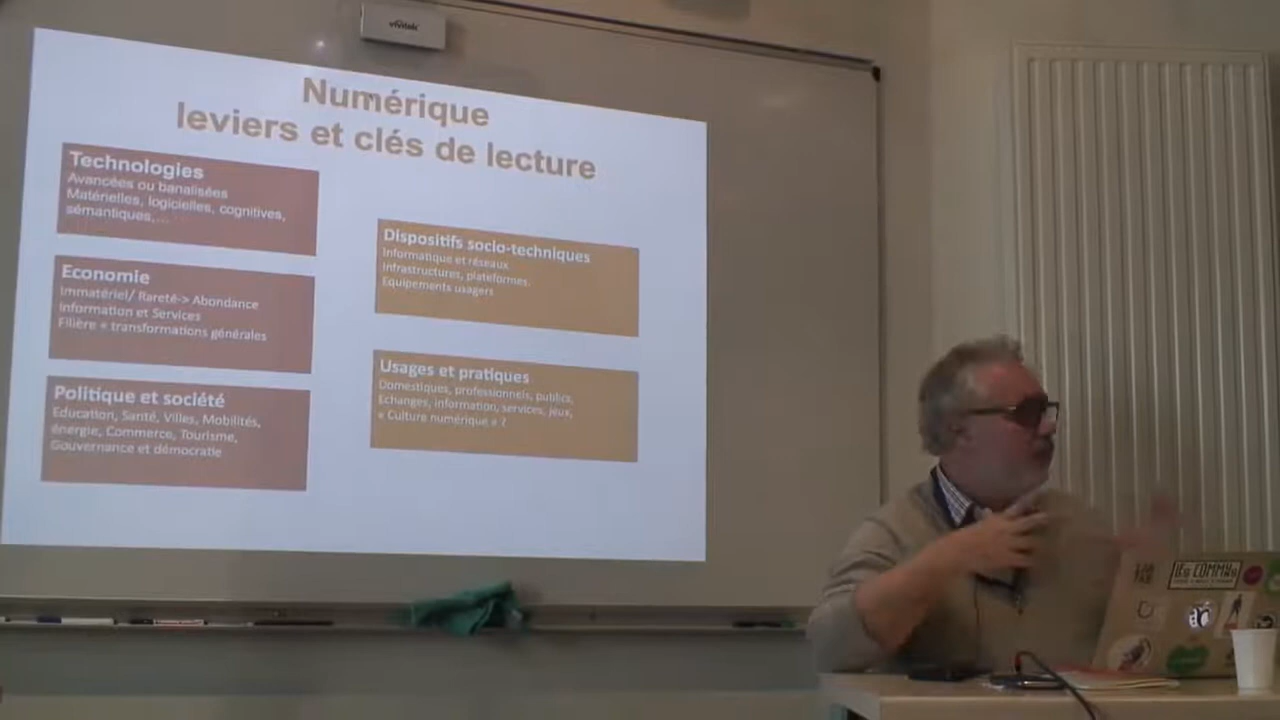 vivitek
Numérique
leviers et clés de lecture
Technologies
Avancées ou banalisées
Matérielles, logicielles, cognitives,
sémantiques,...
Economie
Immatériel/ Rareté-> Abondance
Information et Services
Filière « transformations générales
Politique et société
Education, Santé, Villes, Mobilités,
énergie, Commerce, Tourisme,
Gouvernance et démocratie
Dispositifs socio-techniques
Informatique et réseaux
Infrastructures, plateformes,
Equipements usagers
Usages et pratiques
Domestiques, professionnels, publics,
Echanges, information, services, jeux,
« Culture numérique » ?